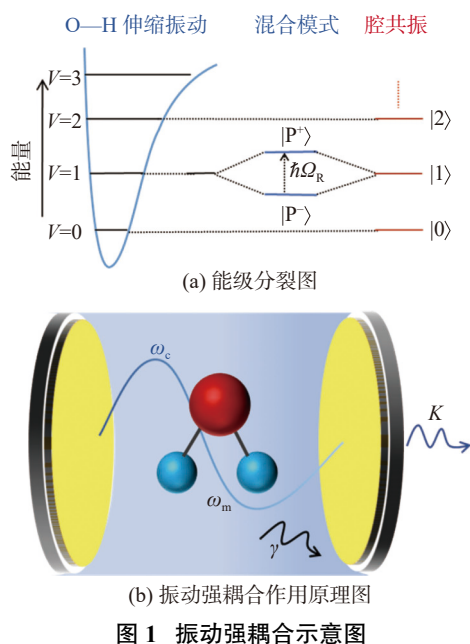 O—H 伸缩振动 混合模式 腔共振
V=3
V=2 |2⟩
|P⁺⟩
V=1 ℏΩ_R |1⟩
|P⁻⟩
V=0 |0⟩
能量
(a) 能级分裂图
ω_c
K
ω_m
γ
(b) 振动强耦合作用原理图
图 1 振动强耦合示意图